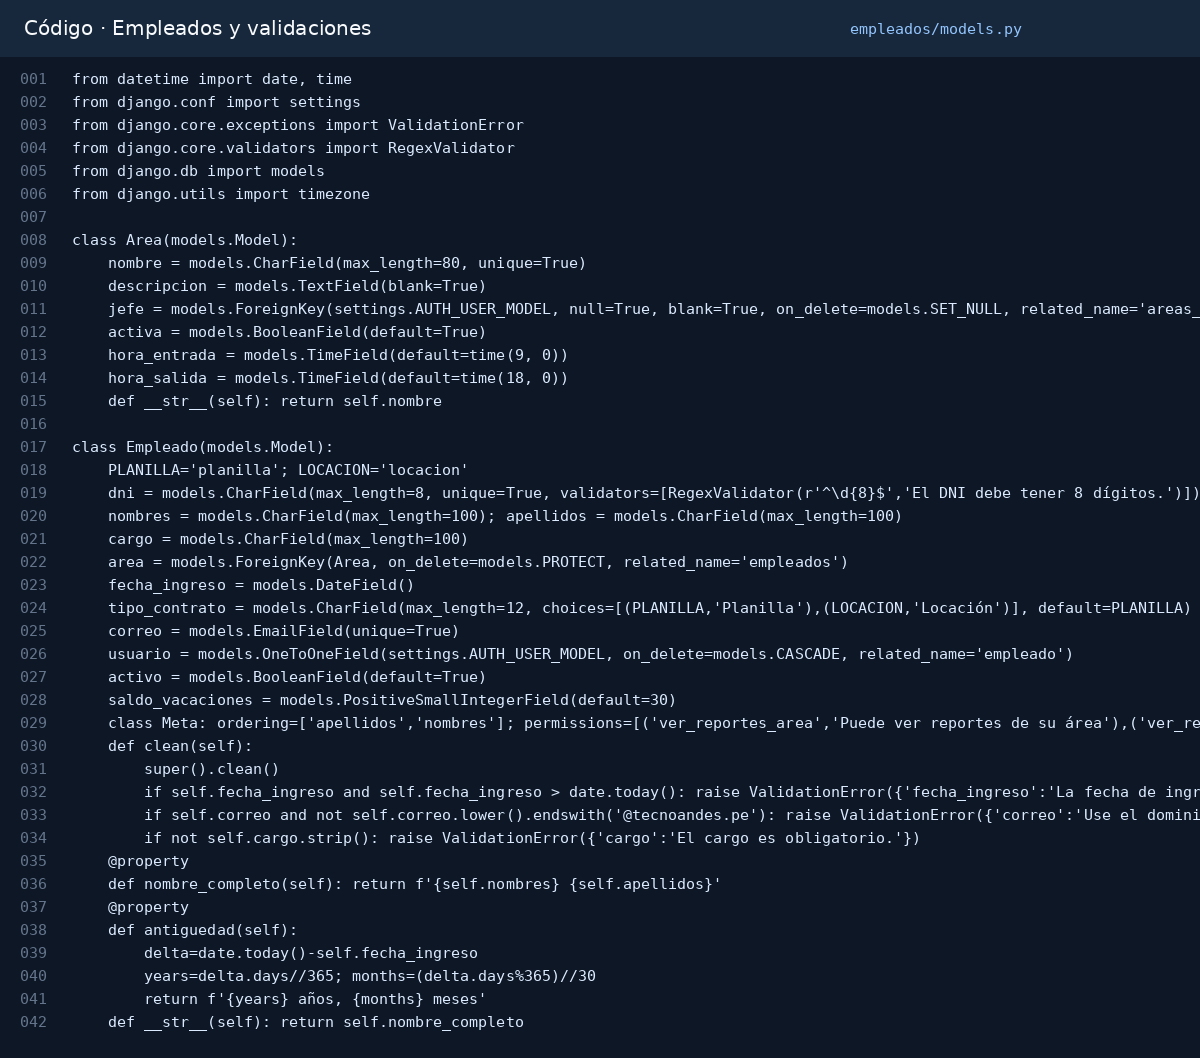 Código · Empleados y validaciones
empleados/models.py
001 from datetime import date, time
002 from django.conf import settings
003 from django.core.exceptions import ValidationError
004 from django.core.validators import RegexValidator
005 from django.db import models
006 from django.utils import timezone
007
008 class Area(models.Model):
009     nombre = models.CharField(max_length=80, unique=True)
010     descripcion = models.TextField(blank=True)
011     jefe = models.ForeignKey(settings.AUTH_USER_MODEL, null=True, blank=True, on_delete=models.SET_NULL, related_name='areas_
012     activa = models.BooleanField(default=True)
013     hora_entrada = models.TimeField(default=time(9, 0))
014     hora_salida = models.TimeField(default=time(18, 0))
015     def __str__(self): return self.nombre
016
017 class Empleado(models.Model):
018     PLANILLA='planilla'; LOCACION='locacion'
019     dni = models.CharField(max_length=8, unique=True, validators=[RegexValidator(r'^\d{8}$','El DNI debe tener 8 dígitos.')])
020     nombres = models.CharField(max_length=100); apellidos = models.CharField(max_length=100)
021     cargo = models.CharField(max_length=100)
022     area = models.ForeignKey(Area, on_delete=models.PROTECT, related_name='empleados')
023     fecha_ingreso = models.DateField()
024     tipo_contrato = models.CharField(max_length=12, choices=[(PLANILLA,'Planilla'),(LOCACION,'Locación')], default=PLANILLA)
025     correo = models.EmailField(unique=True)
026     usuario = models.OneToOneField(settings.AUTH_USER_MODEL, on_delete=models.CASCADE, related_name='empleado')
027     activo = models.BooleanField(default=True)
028     saldo_vacaciones = models.PositiveSmallIntegerField(default=30)
029     class Meta: ordering=['apellidos','nombres']; permissions=[('ver_reportes_area','Puede ver reportes de su área'),('ver_re
030     def clean(self):
031         super().clean()
032         if self.fecha_ingreso and self.fecha_ingreso > date.today(): raise ValidationError({'fecha_ingreso':'La fecha de ingr
033         if self.correo and not self.correo.lower().endswith('@tecnoandes.pe'): raise ValidationError({'correo':'Use el domini
034         if not self.cargo.strip(): raise ValidationError({'cargo':'El cargo es obligatorio.'})
035     @property
036     def nombre_completo(self): return f'{self.nombres} {self.apellidos}'
037     @property
038     def antiguedad(self):
039         delta=date.today()-self.fecha_ingreso
040         years=delta.days//365; months=(delta.days%365)//30
041         return f'{years} años, {months} meses'
042     def __str__(self): return self.nombre_completo